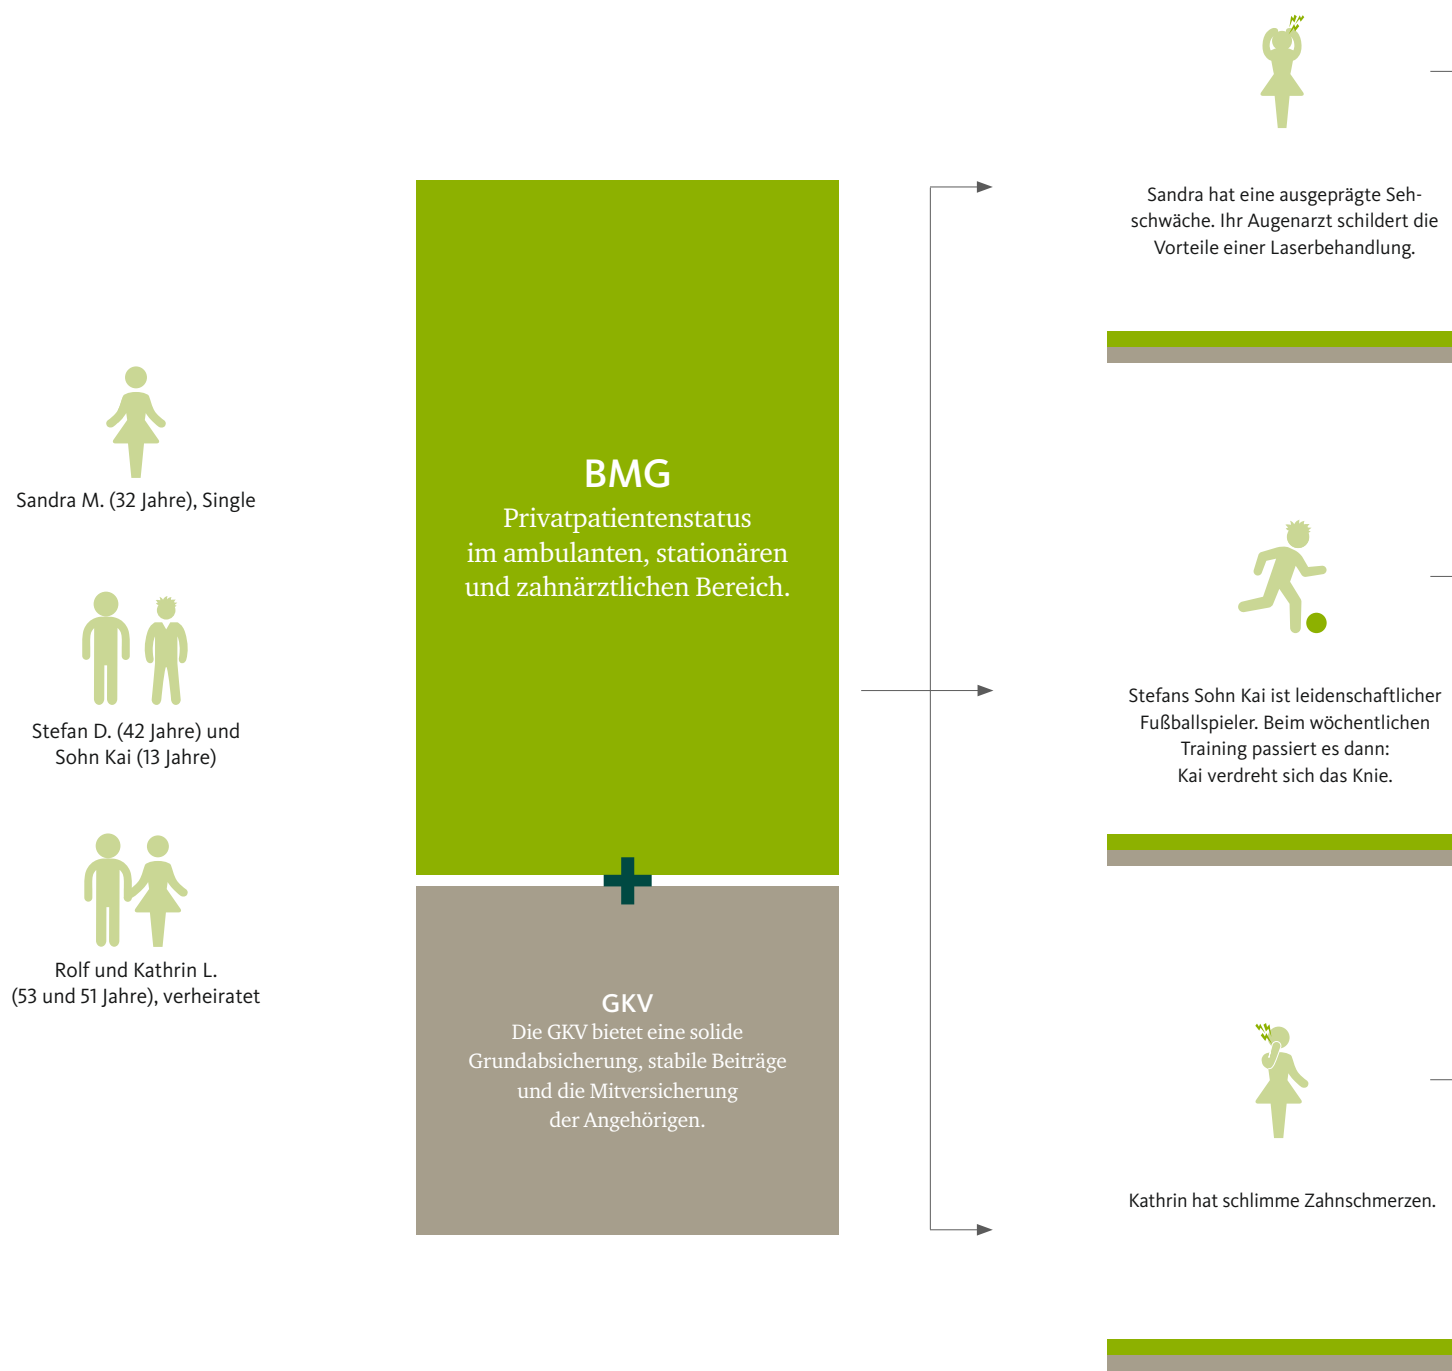 Sandra M. (32 Jahre), Single
Stefan D. (42 Jahre) und
Sohn Kai (13 Jahre)
Rolf und Kathrin L.
(53 und 51 Jahre), verheiratet
BMG
Privatpatientenstatus
im ambulanten, stationären
und zahnärztlichen Bereich.
GKV
Die GKV bietet eine solide
Grundabsicherung, stabile Beiträge
und die Mitversicherung
der Angehörigen.
Sandra hat eine ausgeprägte Seh-
schwäche. Ihr Augenarzt schildert die
Vorteile einer Laserbehandlung.
Stefans Sohn Kai ist leidenschaftlicher
Fußballspieler. Beim wöchentlichen
Training passiert es dann:
Kai verdreht sich das Knie.
Kathrin hat schlimme Zahnschmerzen.